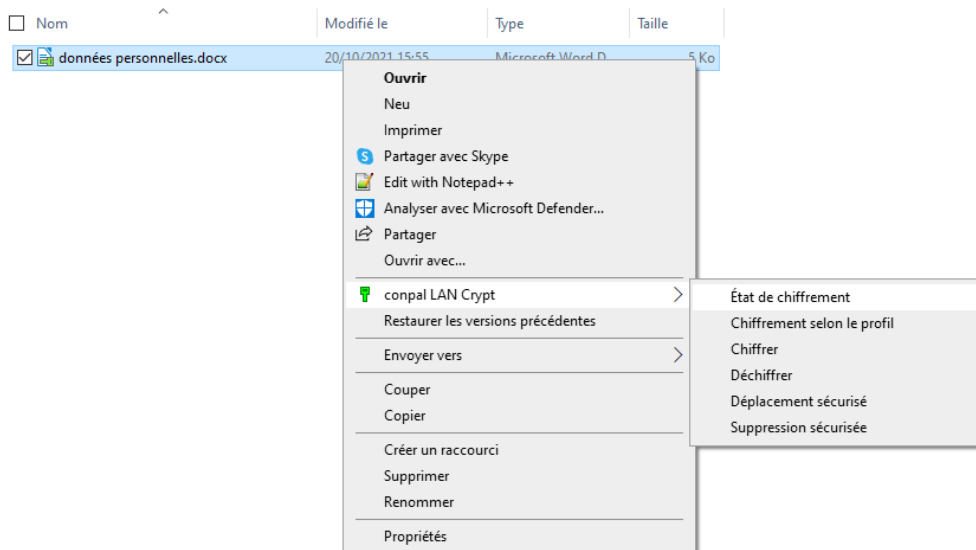 Nom Modifié le Type Taille
données personnelles.docx 20/10/2021 15:55 Microsoft Word D... 5 Ko
Ouvrir
Neu
Imprimer
Partager avec Skype
Edit with Notepad++
Analyser avec Microsoft Defender...
Partager
Ouvrir avec...
conpal LAN Crypt
Restaurer les versions précédentes
Envoyer vers
Couper
Copier
Créer un raccourci
Supprimer
Renommer
Propriétés
État de chiffrement
Chiffrement selon le profil
Chiffrer
Déchiffrer
Déplacement sécurisé
Suppression sécurisée